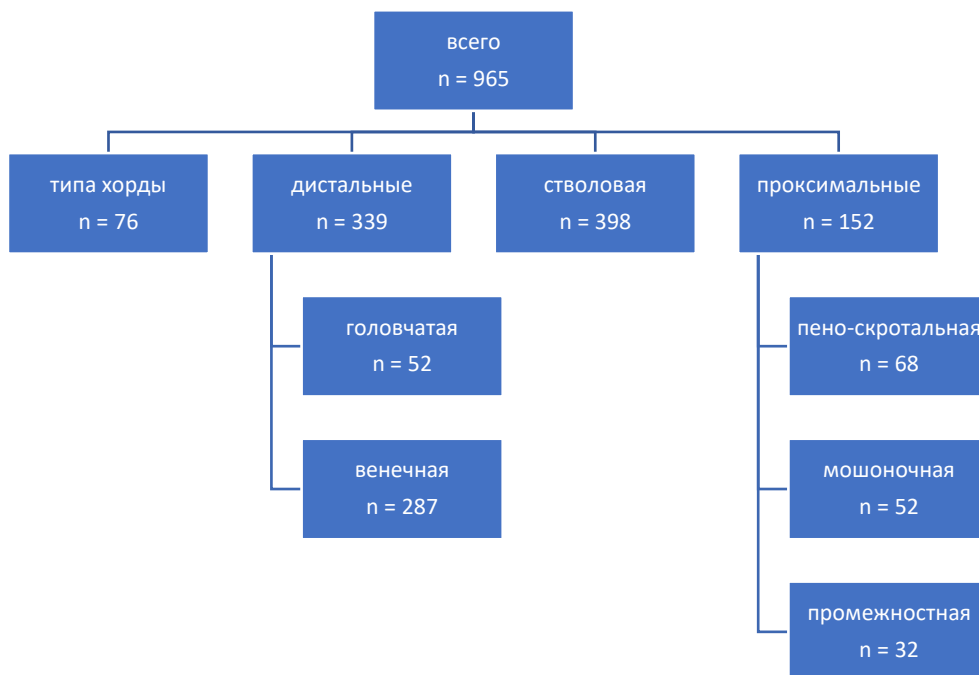 всего
n = 965
типа хорды
n = 76
дистальные
n = 339
стволовая
n = 398
проксимальные
n = 152
головчатая
n = 52
венечная
n = 287
пено-скротальная
n = 68
мошоночная
n = 52
промежностная
n = 32